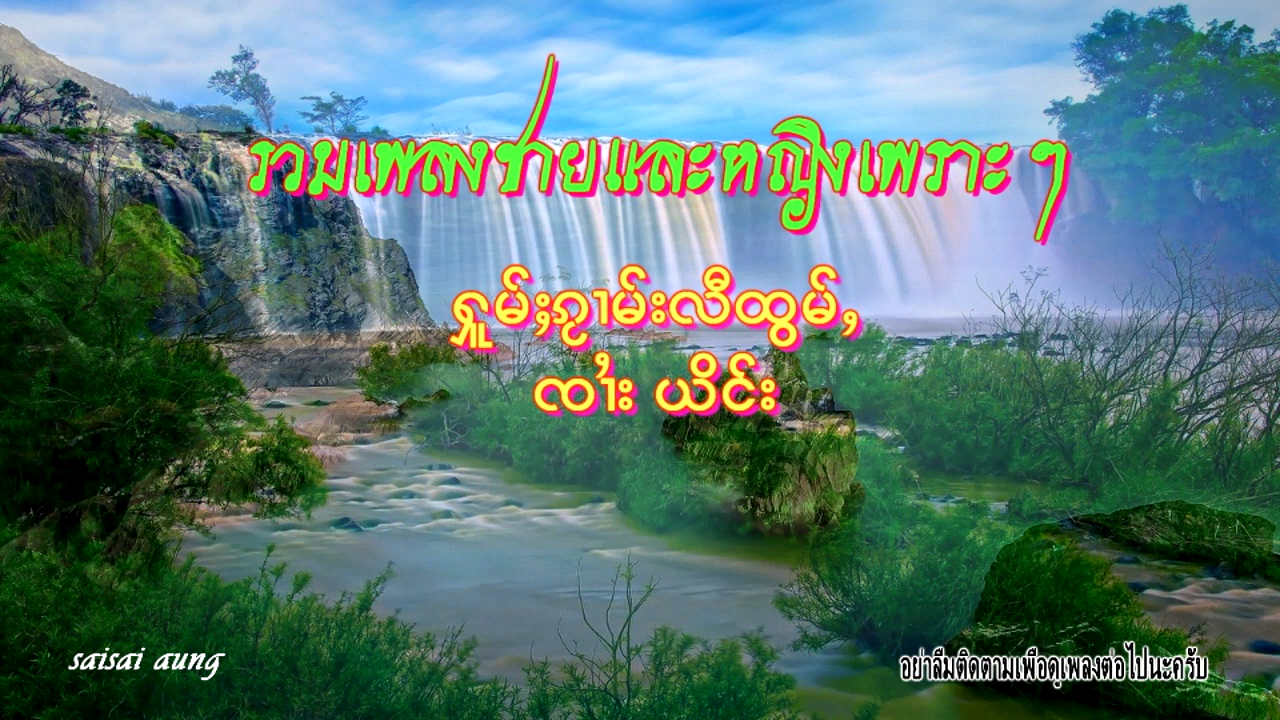 รวมเพลงชายและหญิงเพราะ ๆ
ႁူမ်ႈၵႂၢမ်းလီထွမ်ႇ
ၸၢႆး ယိင်း
saisai aung
อย่าลืมติดตามเพื่อดูเพลงต่อไปนะครับ